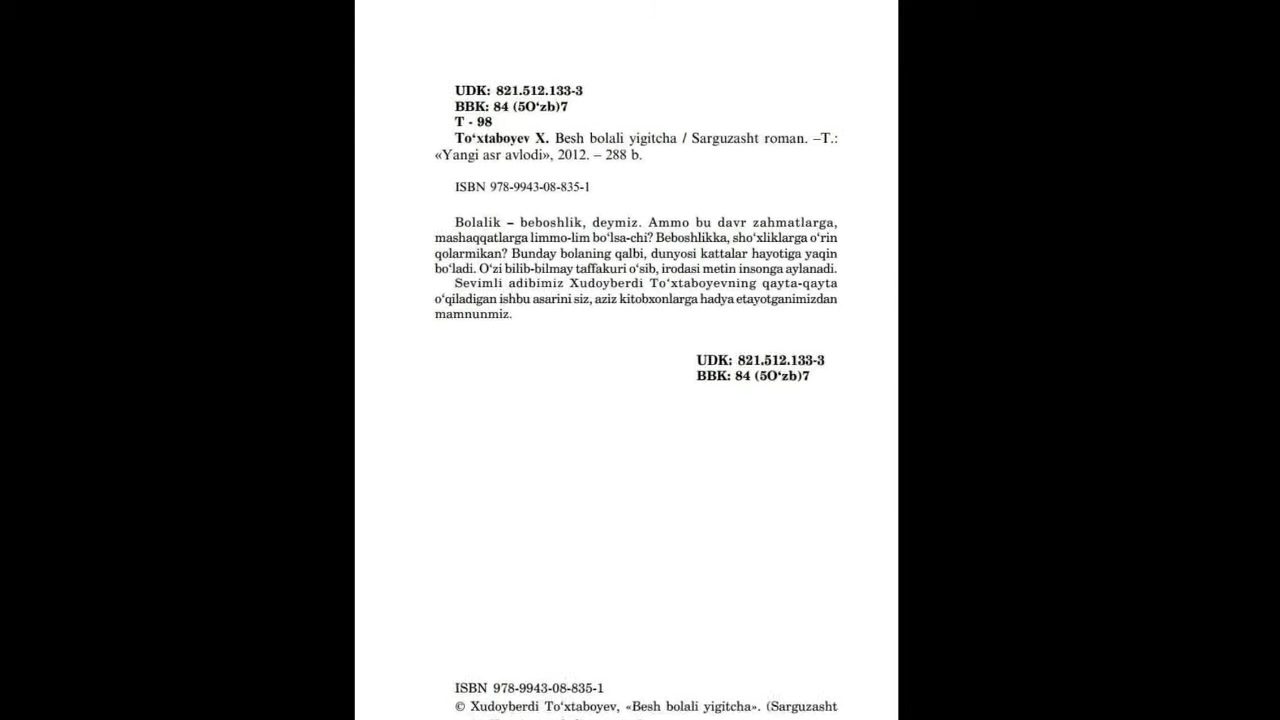 UDK: 821.512.133-3
BBK: 84 (5O‘zb)7
T - 98
To‘xtaboyev X. Besh bolali yigitcha / Sarguzasht roman. –T.:
«Yangi asr avlodi», 2012. – 288 b.
ISBN 978-9943-08-835-1
Bolalik – beboshlik, deymiz. Ammo bu davr zahmatlarga,
mashaqqatlarga limmo-lim bo‘lsa-chi? Beboshlikka, sho‘xliklarga o‘rin
qolarmikan? Bunday bolaning qalbi, dunyosi kattalar hayotiga yaqin
bo‘ladi. O‘zi bilib-bilmay taffakuri o‘sib, irodasi metin insonga aylanadi.
Sevimli adibimiz Xudoyberdi To‘xtaboyevning qayta-qayta
o‘qiladigan ishbu asarini siz, aziz kitobxonlarga hadya etayotganimizdan
mamnunmiz.
UDK: 821.512.133-3
BBK: 84 (5O‘zb)7
ISBN 978-9943-08-835-1
© Xudoyberdi To‘xtaboyev, «Besh bolali yigitcha». (Sarguzasht